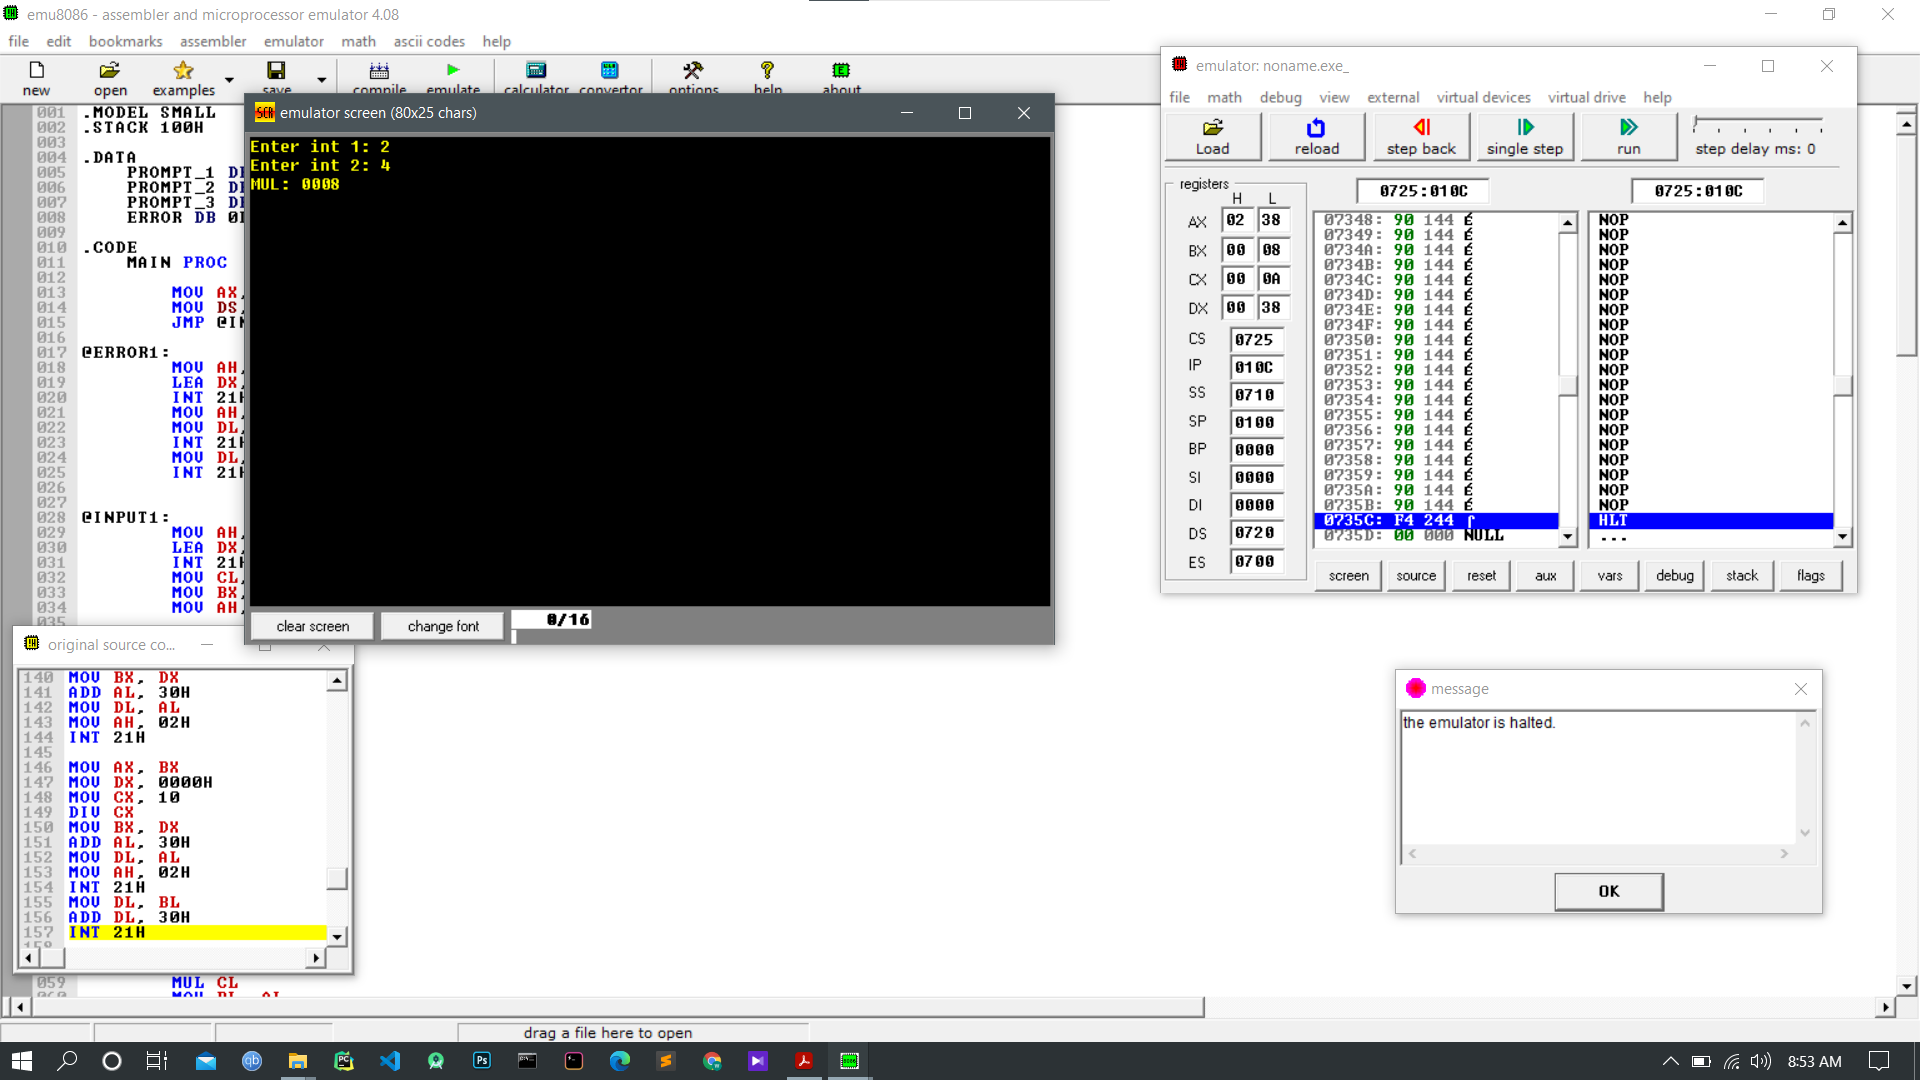 emu8086 - assembler and microprocessor emulator 4.08
file edit bookmarks assembler emulator math ascii codes help
new open examples save compile emulate calculator convertor options help about
001 .MODEL SMALL
002 .STACK 100H
003
004 .DATA
005 PROMPT_1
006 PROMPT_2
007 PROMPT_3
008 ERROR DB
009
010 .CODE
011 MAIN PROC
012
013 MOV AX,
014 MOV DS,
015 JMP
016
017 @ERROR1:
018 MOV AH,
019 LEA DX,
020 INT 21H
021 MOV AH,
022 MOV DL,
023 INT 21H
024 MOV DL,
025 INT 21H
026
027
028 @INPUT1:
029 MOV AH,
030 LEA DX,
031 INT 21H
032 MOV CL,
033 MOV BX,
034 MOV AH,
059 MUL CL
drag a file here to open
emulator screen (80x25 chars)
Enter int 1: 2
Enter int 2: 4
MUL: 0008
clear screen change font 0/16
original source co...
140 MOV BX, DX
141 ADD AL, 30H
142 MOV DL, AL
143 MOV AH, 02H
144 INT 21H
145
146 MOV AX, BX
147 MOV DX, 0000H
148 MOV CX, 10
149 DIV CX
150 MOV BX, DX
151 ADD AL, 30H
152 MOV DL, AL
153 MOV AH, 02H
154 INT 21H
155 MOV DL, BL
156 ADD DL, 30H
157 INT 21H
emulator: noname.exe_
file math debug view external virtual devices virtual drive help
Load reload step back single step run step delay ms: 0
registers
H L
AX 02 38
BX 00 08
CX 00 0A
DX 00 38
CS 0725
IP 010C
SS 0710
SP 0100
BP 0000
SI 0000
DI 0000
DS 0720
ES 0700
0725:010C 0725:010C
07348: 90 144 É NOP
07349: 90 144 É NOP
0734A: 90 144 É NOP
0734B: 90 144 É NOP
0734C: 90 144 É NOP
0734D: 90 144 É NOP
0734E: 90 144 É NOP
0734F: 90 144 É NOP
07350: 90 144 É NOP
07351: 90 144 É NOP
07352: 90 144 É NOP
07353: 90 144 É NOP
07354: 90 144 É NOP
07355: 90 144 É NOP
07356: 90 144 É NOP
07357: 90 144 É NOP
07358: 90 144 É NOP
07359: 90 144 É NOP
0735A: 90 144 É NOP
0735B: 90 144 É NOP
0735C: F4 244 ⌠ HLT
0735D: 00 000 NULL ...
screen source reset aux vars debug stack flags
message
the emulator is halted.
OK
8:53 AM